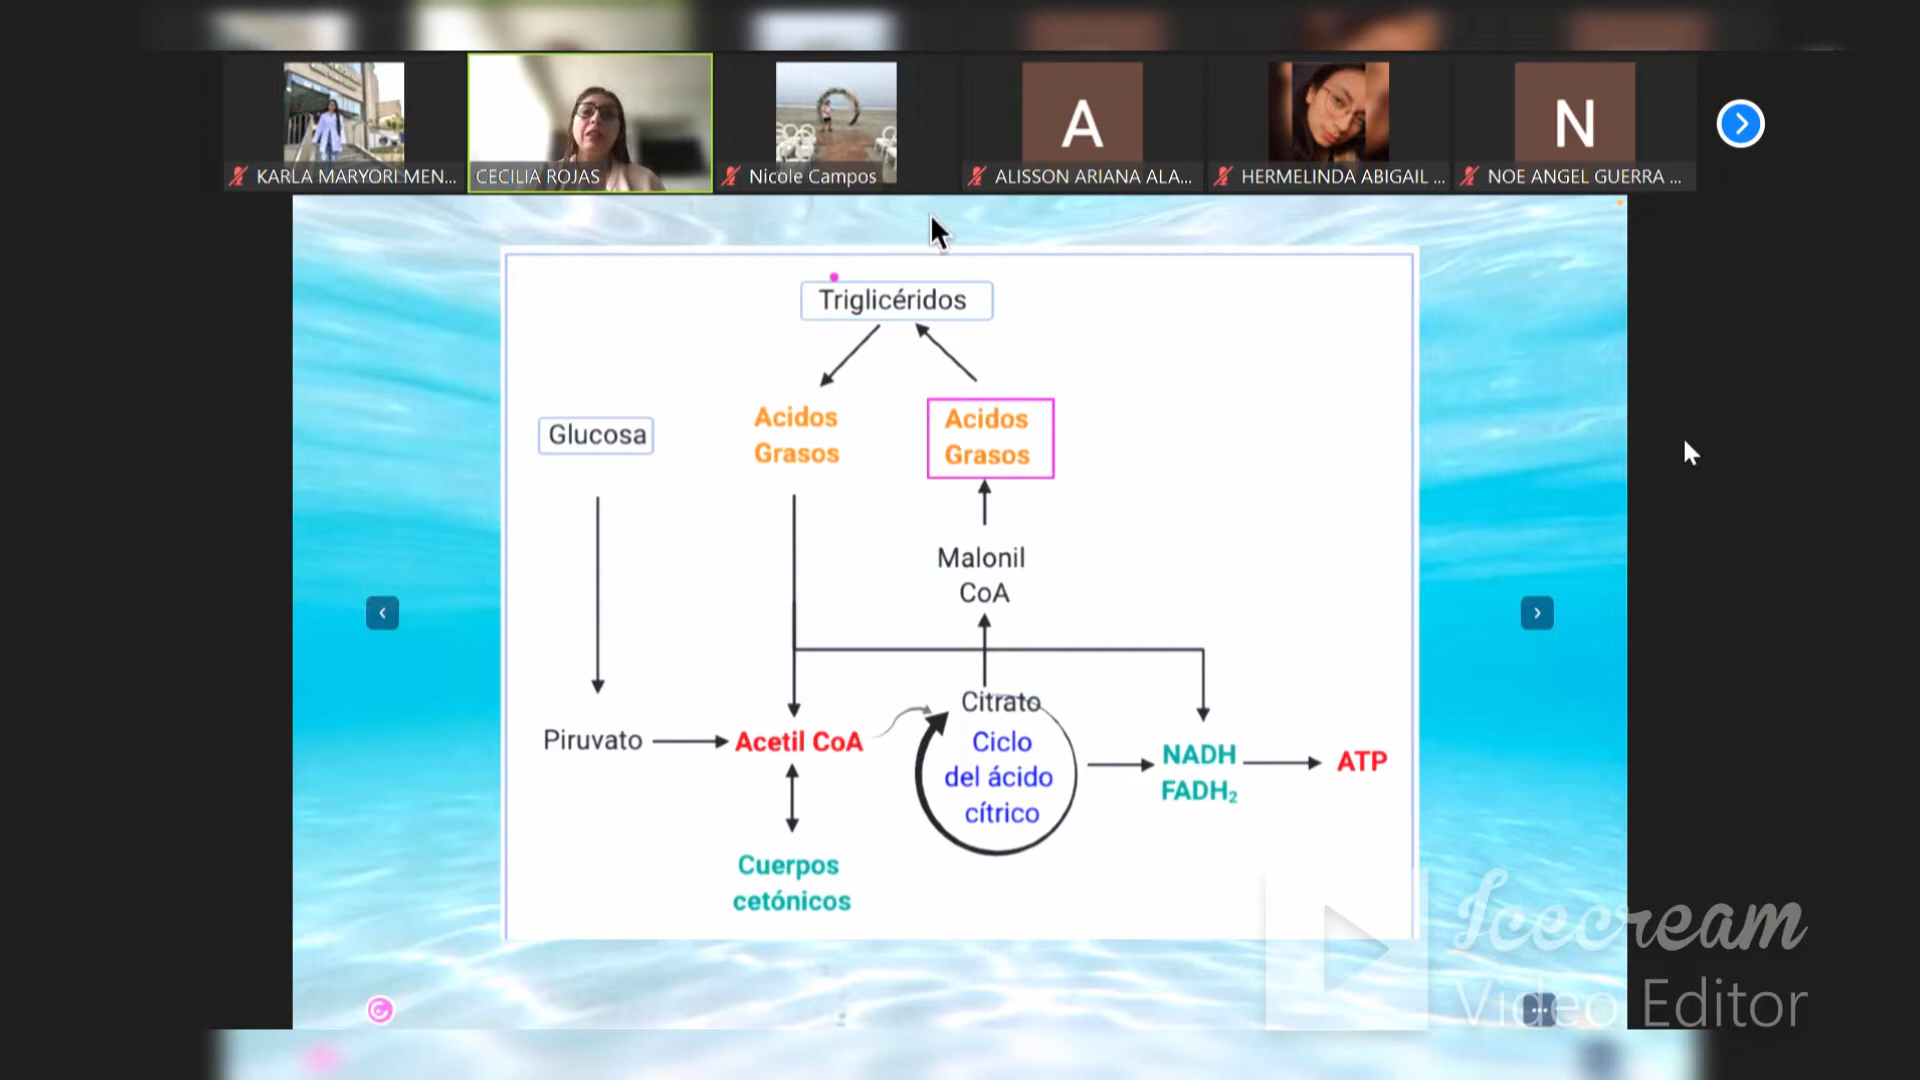 KARLA MARYORI MEN...
CECILIA ROJAS
Nicole Campos
A
ALISSON ARIANA ALA...
HERMELINDA ABIGAIL ...
N
NOE ANGEL GUERRA ...
Triglicéridos
Glucosa
Acidos
Grasos
Acidos
Grasos
Malonil
CoA
Piruvato
Acetil CoA
Citrato
Ciclo
del ácido
cítrico
NADH
FADH₂
ATP
Cuerpos
cetónicos
Icecream
Video Editor